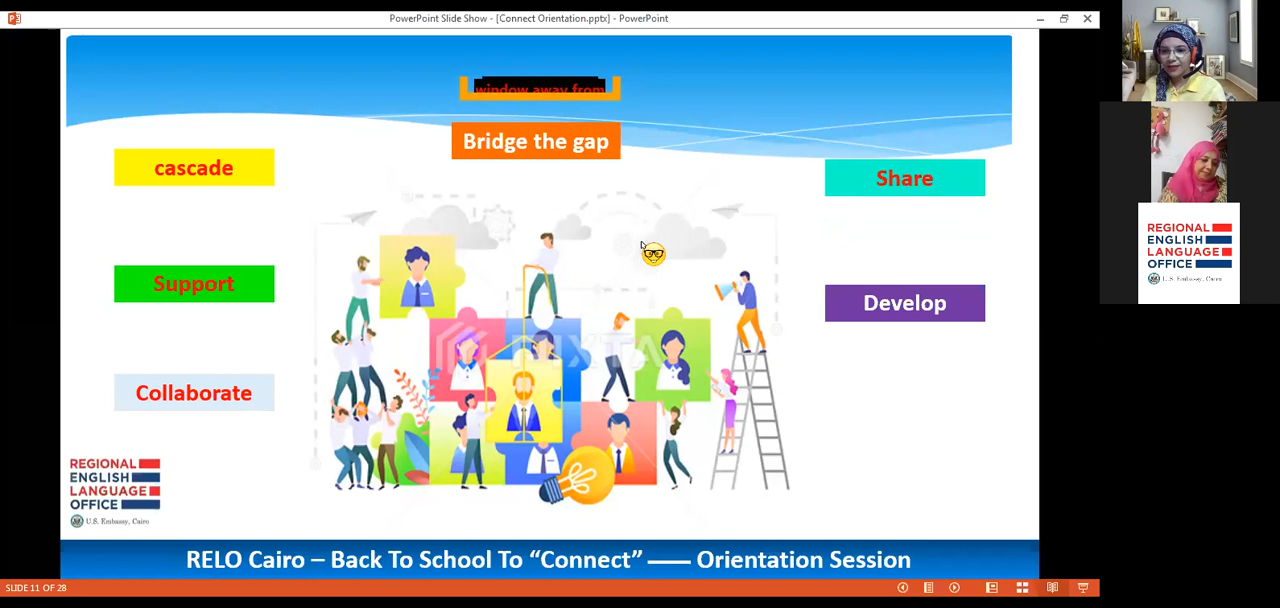 PowerPoint Slide Show - [Connect Orientation.pptx] - PowerPoint
window away from
Bridge the gap
cascade
Share
Support
Develop
Collaborate
PIXTA
REGIONAL
ENGLISH
LANGUAGE
OFFICE
U.S. Embassy, Cairo
RELO Cairo – Back To School To “Connect” —— Orientation Session
SLIDE 11 OF 28
REGIONAL
ENGLISH
LANGUAGE
OFFICE
U.S. Embassy, Cairo